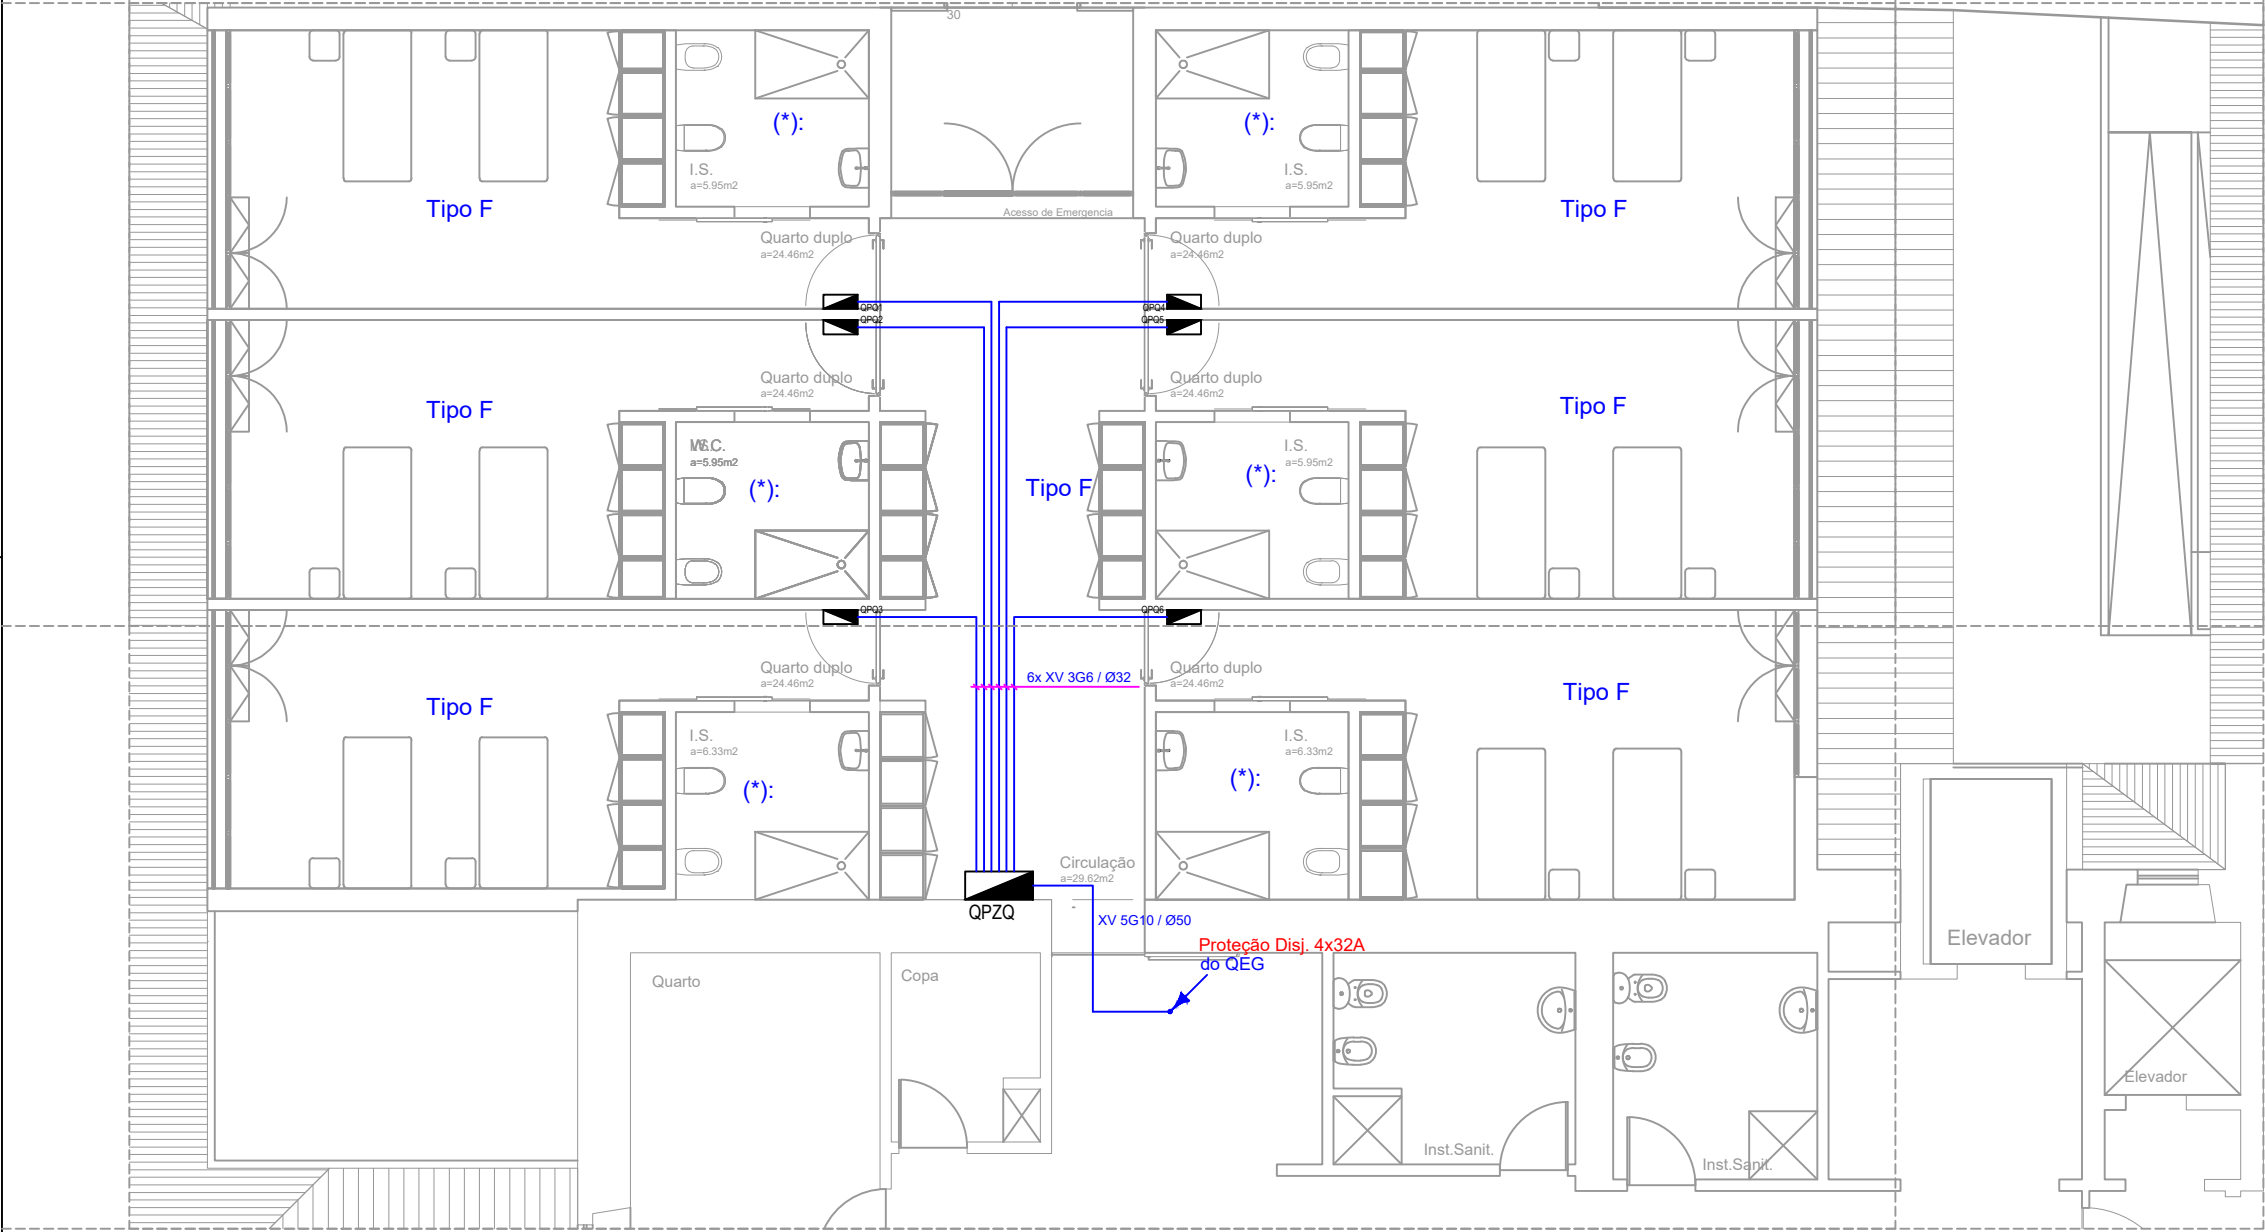 30
(*):
(*):
I.S.
a=5.95m2
I.S.
a=5.95m2
Tipo F
Tipo F
Acesso de Emergencia
Quarto duplo
a=24.46m2
Quarto duplo
a=24.46m2
QPQ1
QPQ4
QPQ2
QPQ5
Quarto duplo
a=24.46m2
Quarto duplo
a=24.46m2
Tipo F
Tipo F
W.C.
a=5.95m2
I.S.
a=5.95m2
(*):
(*):
Tipo F
QPQ3
QPQ6
Quarto duplo
a=24.46m2
Quarto duplo
a=24.46m2
6x XV 3G6 / Ø32
Tipo F
Tipo F
I.S.
a=6.33m2
I.S.
a=6.33m2
(*):
(*):
Circulação
a=29.62m2
QPZQ
XV 5G10 / Ø50
Proteção Disj. 4x32A
do QEG
Elevador
Quarto
Copa
Elevador
Inst.Sanit.
Inst.Sanit.